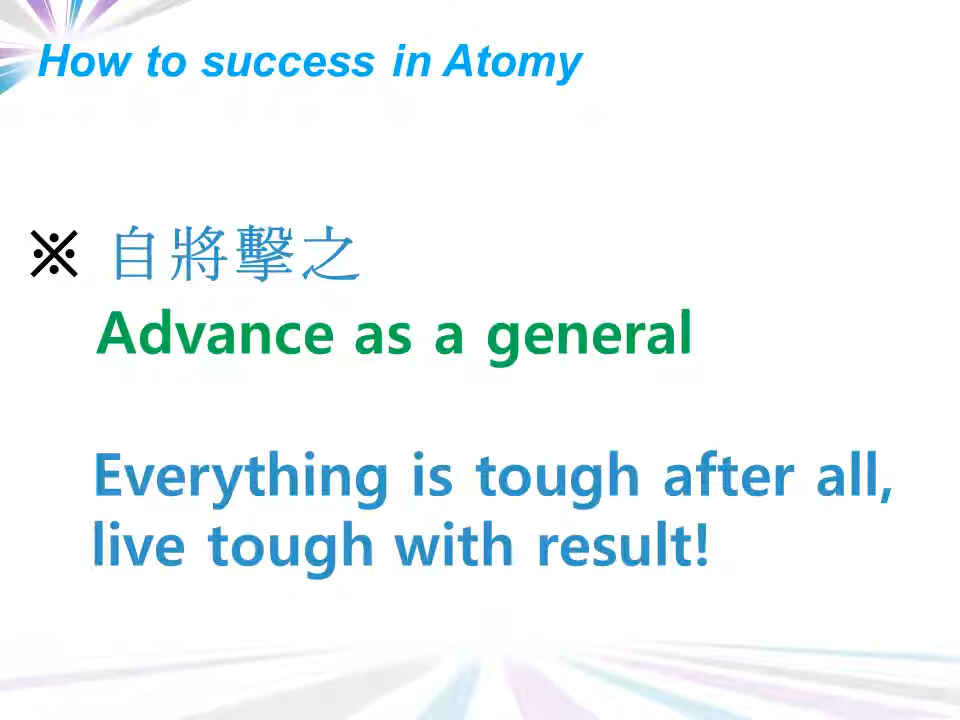 How to success in Atomy
※ 自將擊之
Advance as a general
Everything is tough after all,
live tough with result!